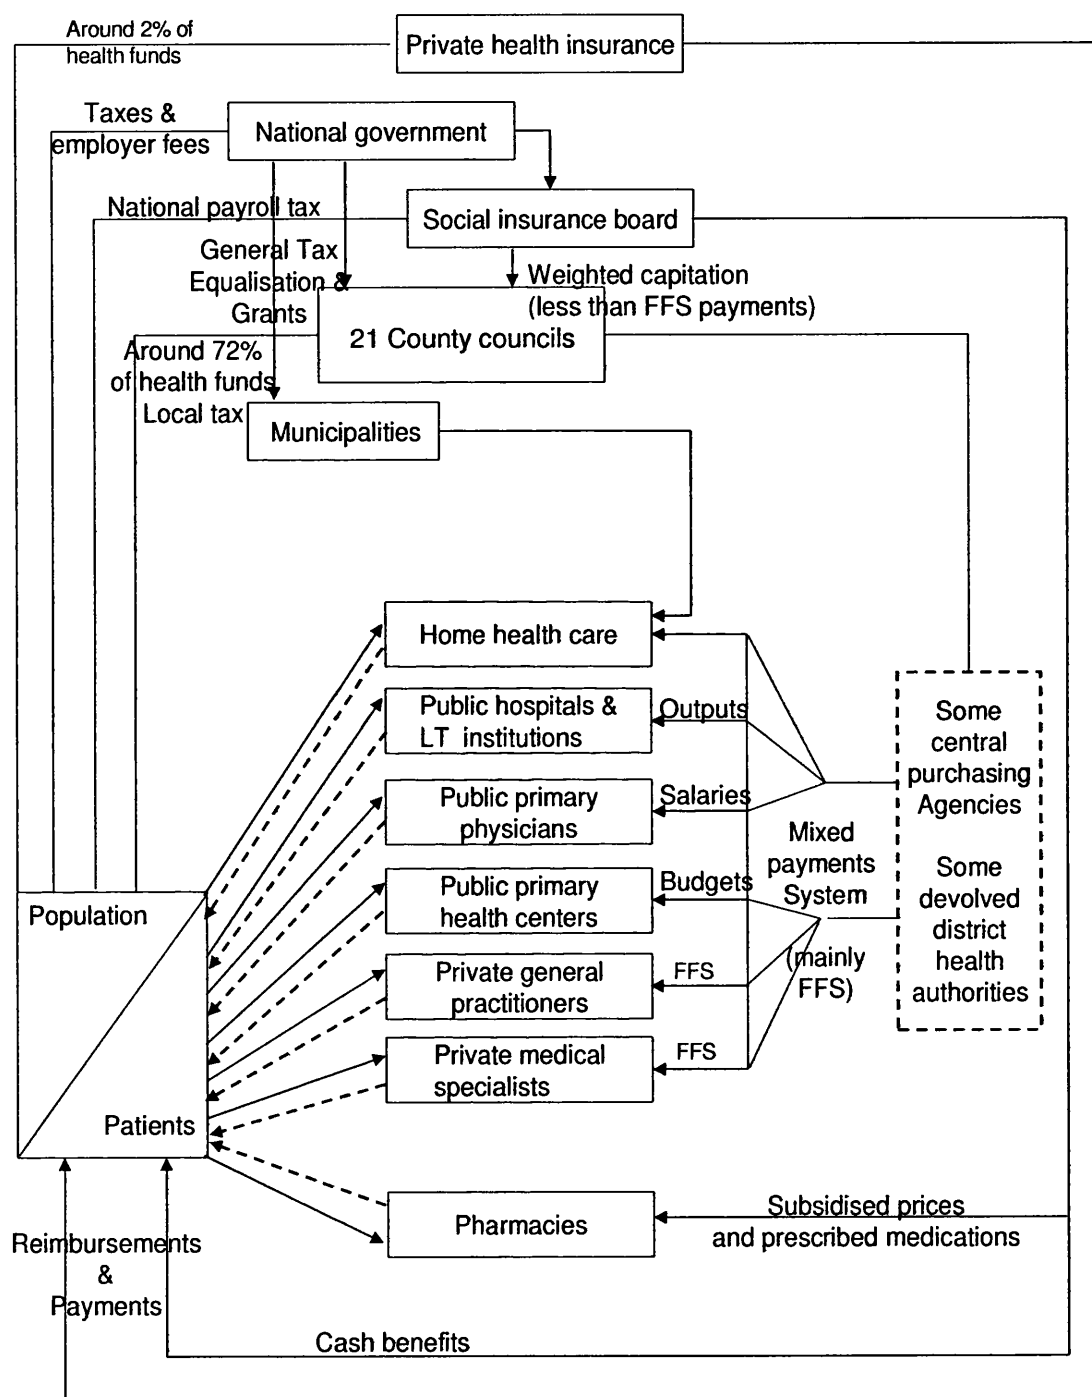 Around 2% of
health funds
Private health insurance
Taxes &
employer fees
National government
National payroll tax
Social insurance board
General Tax
Equalisation &
Grants
Weighted capitation
(less than FFS payments)
21 County councils
Around 72%
of health funds
Local tax
Municipalities
Home health care
Public hospitals &
LT institutions
Outputs
Public primary
physicians
Salaries
Public primary
health centers
Budgets
Private general
practitioners
FFS
Private medical
specialists
FFS
Mixed
payments
System
(mainly
FFS)
Some
central
purchasing
Agencies
Some
devolved
district
health
authorities
Population
Patients
Pharmacies
Subsidised prices
and prescribed medications
Reimbursements
&
Payments
Cash benefits